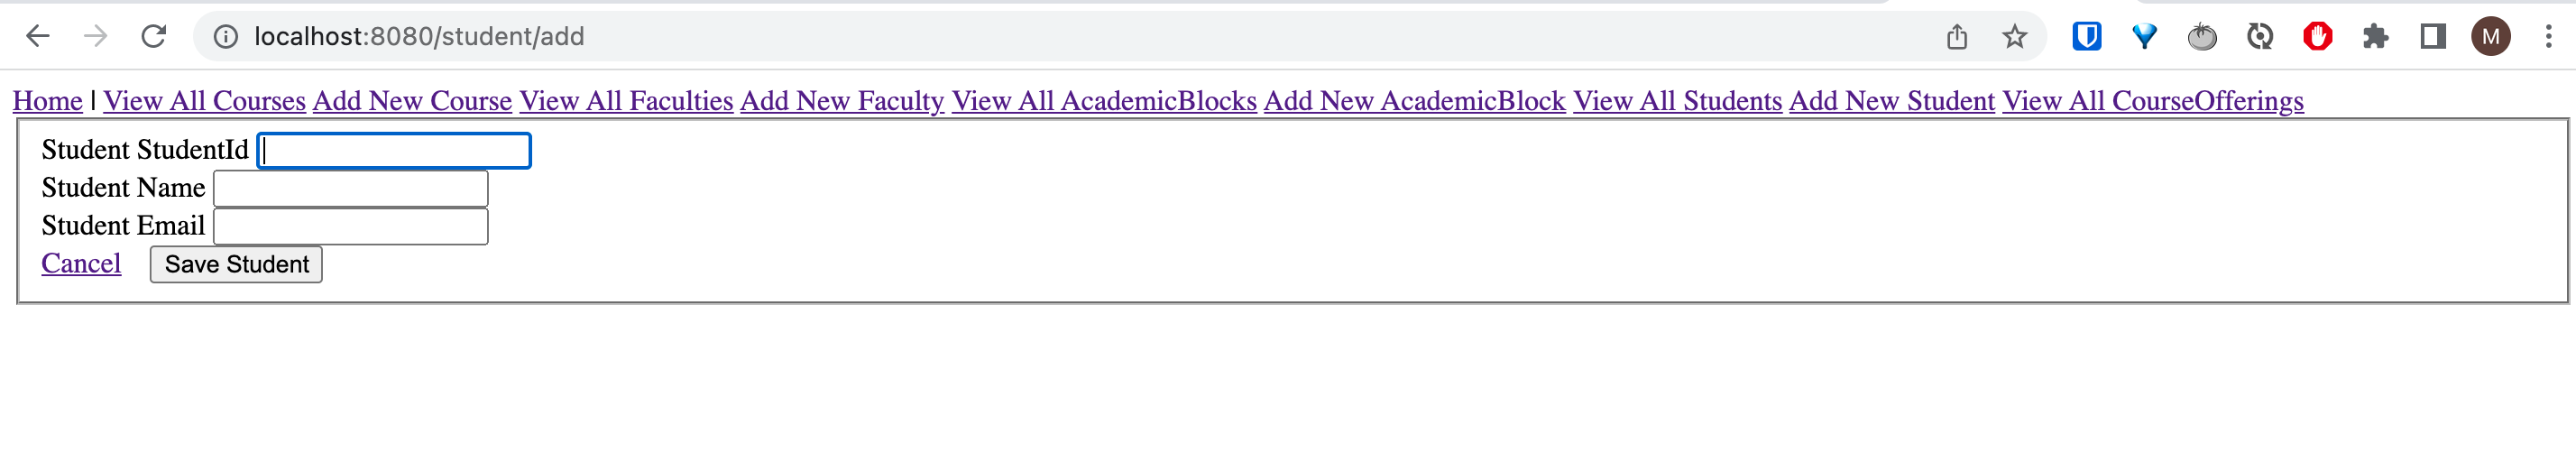 localhost:8080/student/add
M
Home | View All Courses Add New Course View All Faculties Add New Faculty View All AcademicBlocks Add New AcademicBlock View All Students Add New Student View All CourseOfferings
Student StudentId
Student Name
Student Email
Cancel Save Student